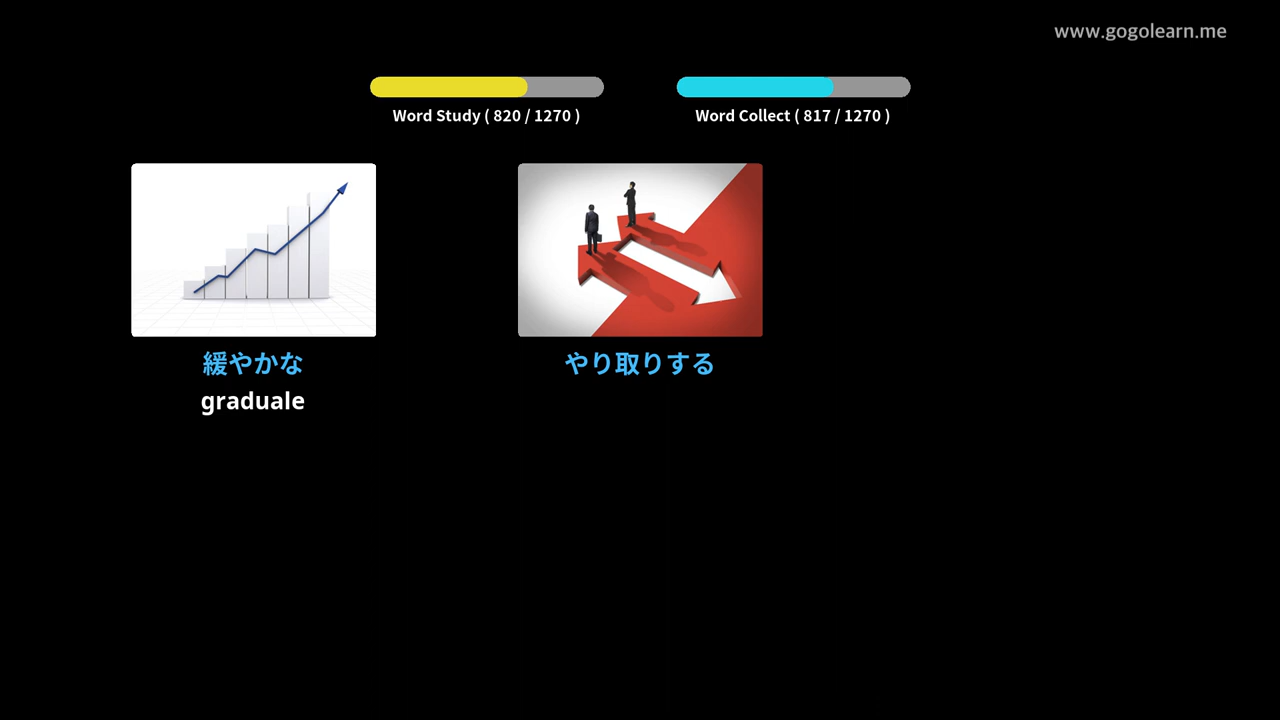 www.gogolearn.me
Word Study ( 820 / 1270 )
Word Collect ( 817 / 1270 )
緩やかな
graduale
やり取りする